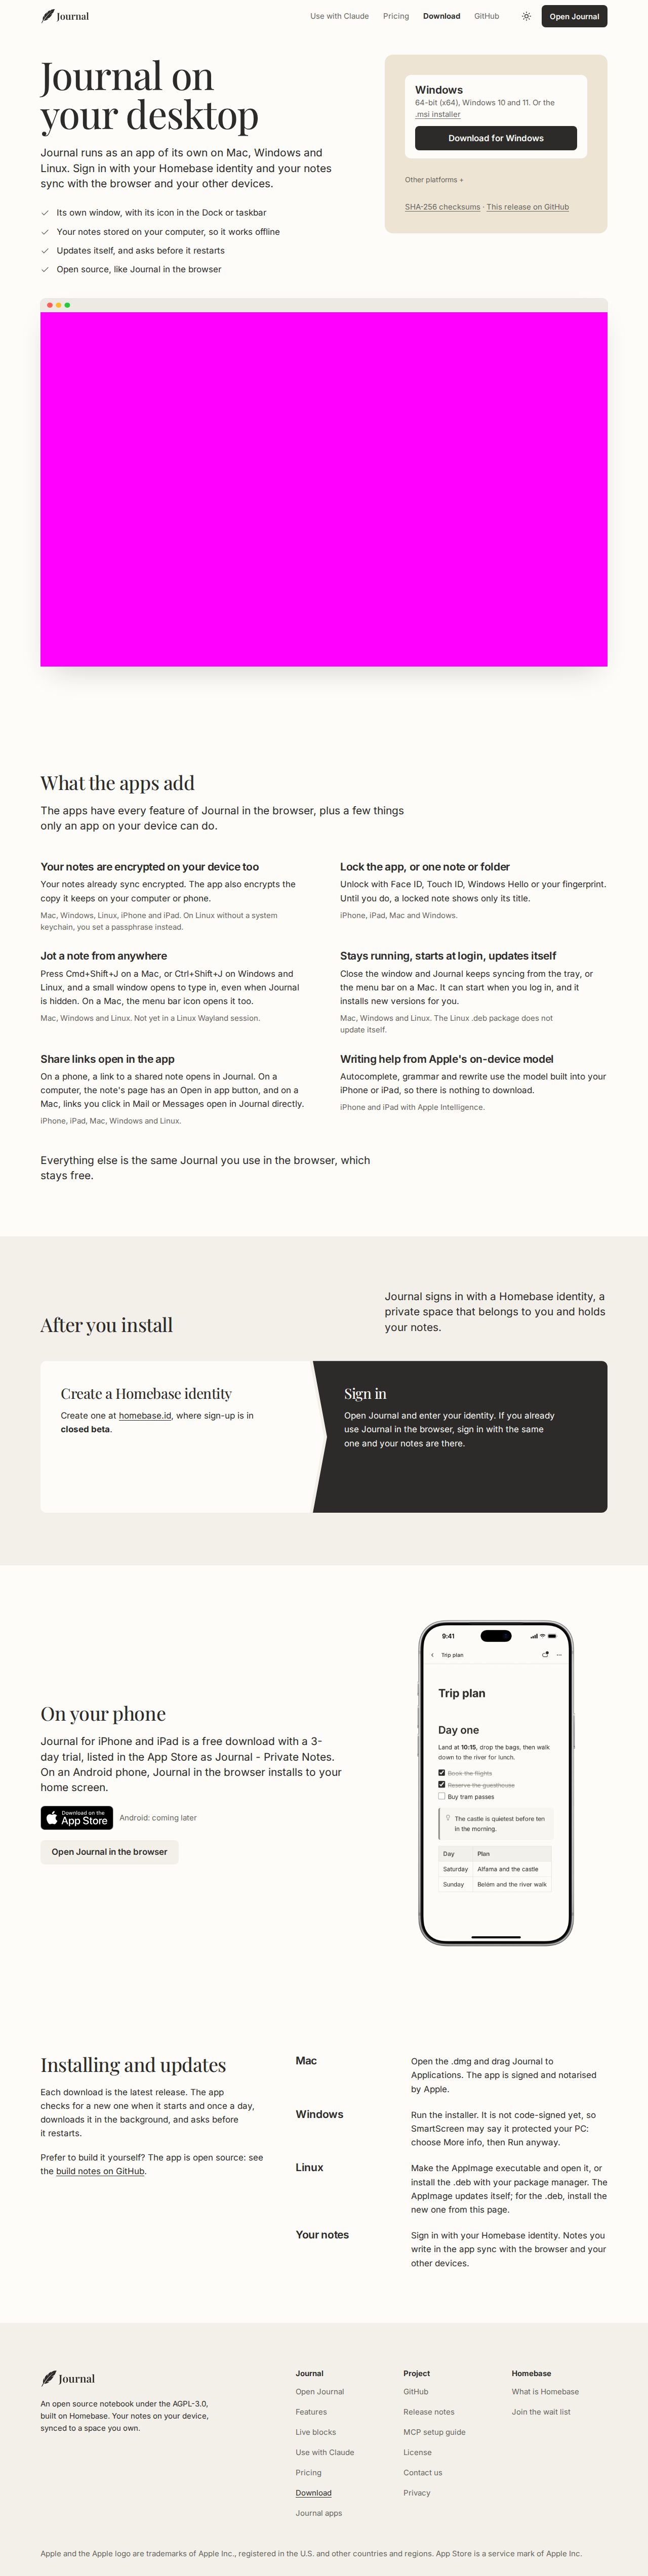 Journal
Use with Claude
Pricing
Download
GitHub
Open Journal
Journal on
your desktop
Journal runs as an app of its own on Mac, Windows and
Linux. Sign in with your Homebase identity and your notes
sync with the browser and your other devices.
Its own window, with its icon in the Dock or taskbar
Your notes stored on your computer, so it works offline
Updates itself, and asks before it restarts
Open source, like Journal in the browser
Windows
64-bit (x64), Windows 10 and 11. Or the
.msi installer
Download for Windows
Other platforms +
SHA-256 checksums · This release on GitHub
What the apps add
The apps have every feature of Journal in the browser, plus a few things
only an app on your device can do.
Your notes are encrypted on your device too
Your notes already sync encrypted. The app also encrypts the
copy it keeps on your computer or phone.
Mac, Windows, Linux, iPhone and iPad. On Linux without a system
keychain, you set a passphrase instead.
Lock the app, or one note or folder
Unlock with Face ID, Touch ID, Windows Hello or your fingerprint.
Until you do, a locked note shows only its title.
iPhone, iPad, Mac and Windows.
Jot a note from anywhere
Press Cmd+Shift+J on a Mac, or Ctrl+Shift+J on Windows and
Linux, and a small window opens to type in, even when Journal
is hidden. On a Mac, the menu bar icon opens it too.
Mac, Windows and Linux. Not yet in a Linux Wayland session.
Stays running, starts at login, updates itself
Close the window and Journal keeps syncing from the tray, or
the menu bar on a Mac. It can start when you log in, and it
installs new versions for you.
Mac, Windows and Linux. The Linux .deb package does not
update itself.
Share links open in the app
On a phone, a link to a shared note opens in Journal. On a
computer, the note's page has an Open in app button, and on a
Mac, links you click in Mail or Messages open in Journal directly.
iPhone, iPad, Mac, Windows and Linux.
Writing help from Apple's on-device model
Autocomplete, grammar and rewrite use the model built into your
iPhone or iPad, so there is nothing to download.
iPhone and iPad with Apple Intelligence.
Everything else is the same Journal you use in the browser, which
stays free.
After you install
Journal signs in with a Homebase identity, a
private space that belongs to you and holds
your notes.
Create a Homebase identity
Create one at homebase.id, where sign-up is in
closed beta.
Sign in
Open Journal and enter your identity. If you already
use Journal in the browser, sign in with the same
one and your notes are there.
On your phone
Journal for iPhone and iPad is a free download with a 3-
day trial, listed in the App Store as Journal - Private Notes.
On an Android phone, Journal in the browser installs to your
home screen.
Download on the
App Store
Android: coming later
Open Journal in the browser
9:41
Trip plan
Trip plan
Day one
Land at 10:15, drop the bags, then walk
down to the river for lunch.
Book the flights
Reserve the guesthouse
Buy tram passes
The castle is quietest before ten
in the morning.
Day Plan
Saturday Alfama and the castle
Sunday Belém and the river walk
Installing and updates
Each download is the latest release. The app
checks for a new one when it starts and once a day,
downloads it in the background, and asks before
it restarts.
Prefer to build it yourself? The app is open source: see
the build notes on GitHub.
Mac
Open the .dmg and drag Journal to
Applications. The app is signed and notarised
by Apple.
Windows
Run the installer. It is not code-signed yet, so
SmartScreen may say it protected your PC:
choose More info, then Run anyway.
Linux
Make the AppImage executable and open it, or
install the .deb with your package manager. The
AppImage updates itself; for the .deb, install the
new one from this page.
Your notes
Sign in with your Homebase identity. Notes you
write in the app sync with the browser and your
other devices.
Journal
An open source notebook under the AGPL-3.0,
built on Homebase. Your notes on your device,
synced to a space you own.
Journal
Open Journal
Features
Live blocks
Use with Claude
Pricing
Download
Journal apps
Project
GitHub
Release notes
MCP setup guide
License
Contact us
Privacy
Homebase
What is Homebase
Join the wait list
Apple and the Apple logo are trademarks of Apple Inc., registered in the U.S. and other countries and regions. App Store is a service mark of Apple Inc.